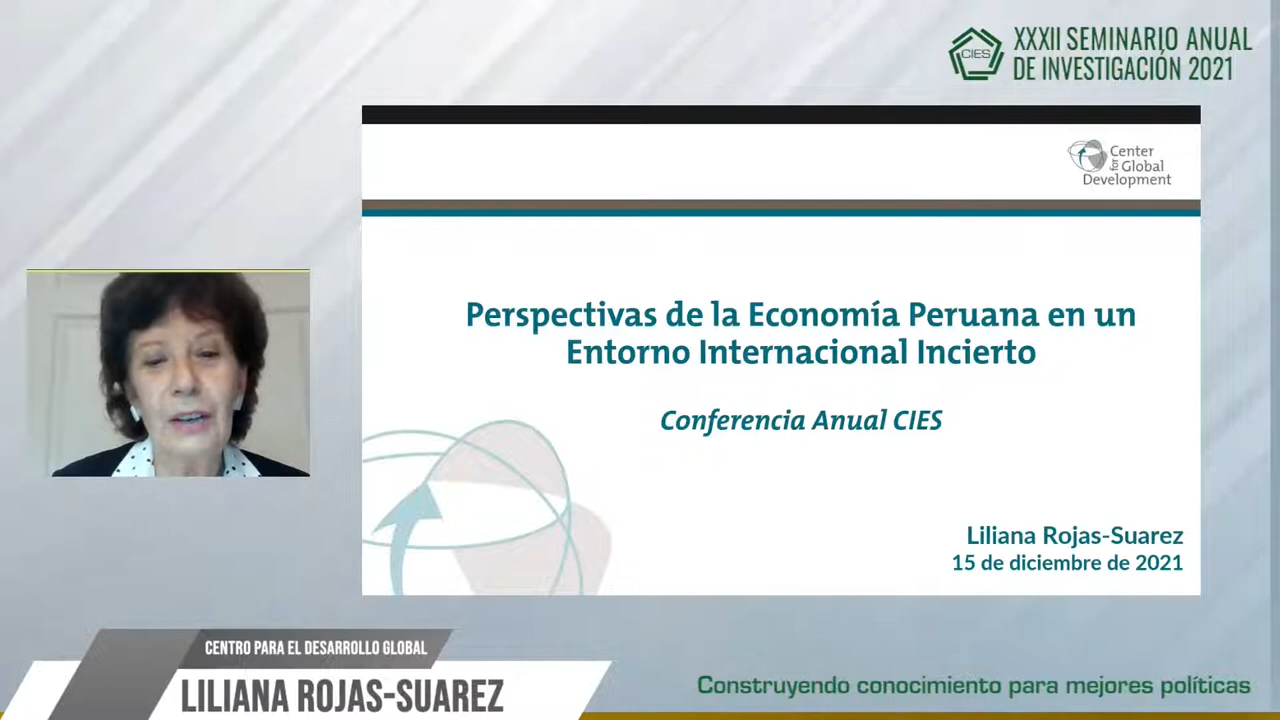 CIES
XXXII SEMINARIO ANUAL
DE INVESTIGACIÓN 2021
Center
for Global
Development
Perspectivas de la Economía Peruana en un
Entorno Internacional Incierto
Conferencia Anual CIES
Liliana Rojas-Suarez
15 de diciembre de 2021
CENTRO PARA EL DESARROLLO GLOBAL
LILIANA ROJAS-SUAREZ
Construyendo conocimiento para mejores políticas